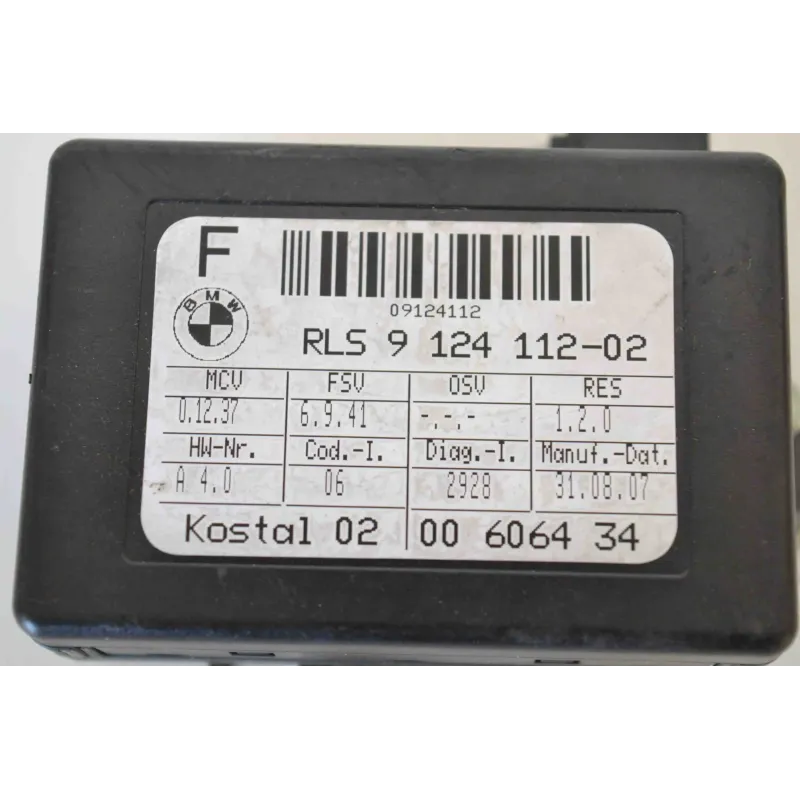 F
BMW
09124112
RLS 9 124 112-02
MCV FSV OSV RES
0.12.37 6.9.41 -.-.- 1.2.0
HW-Nr. Cod.-I. Diag.-I. Manuf.-Dat.
A 4.0 06 2928 31.08.07
Kostal 02 00 6064 34